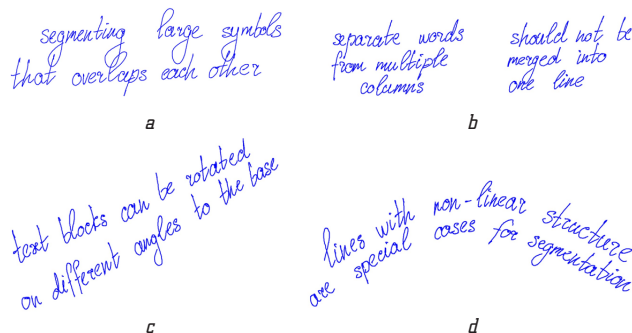 segmenting large symbols
that overlaps each other
a
separate words
from multiple
columns
should not be
merged into
one line
b
text blocks can be rotated
on different angles to the base
c
lines with non-linear structure
are special cases for segmentation
d